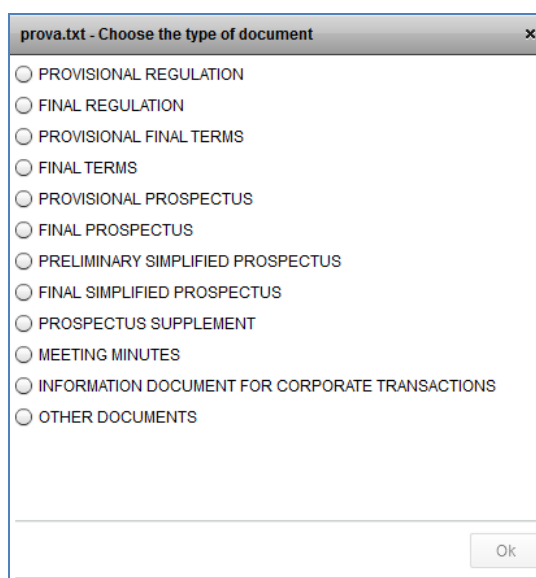 prova.txt - Choose the type of document ×
PROVISIONAL REGULATION
FINAL REGULATION
PROVISIONAL FINAL TERMS
FINAL TERMS
PROVISIONAL PROSPECTUS
FINAL PROSPECTUS
PRELIMINARY SIMPLIFIED PROSPECTUS
FINAL SIMPLIFIED PROSPECTUS
PROSPECTUS SUPPLEMENT
MEETING MINUTES
INFORMATION DOCUMENT FOR CORPORATE TRANSACTIONS
OTHER DOCUMENTS
Ok